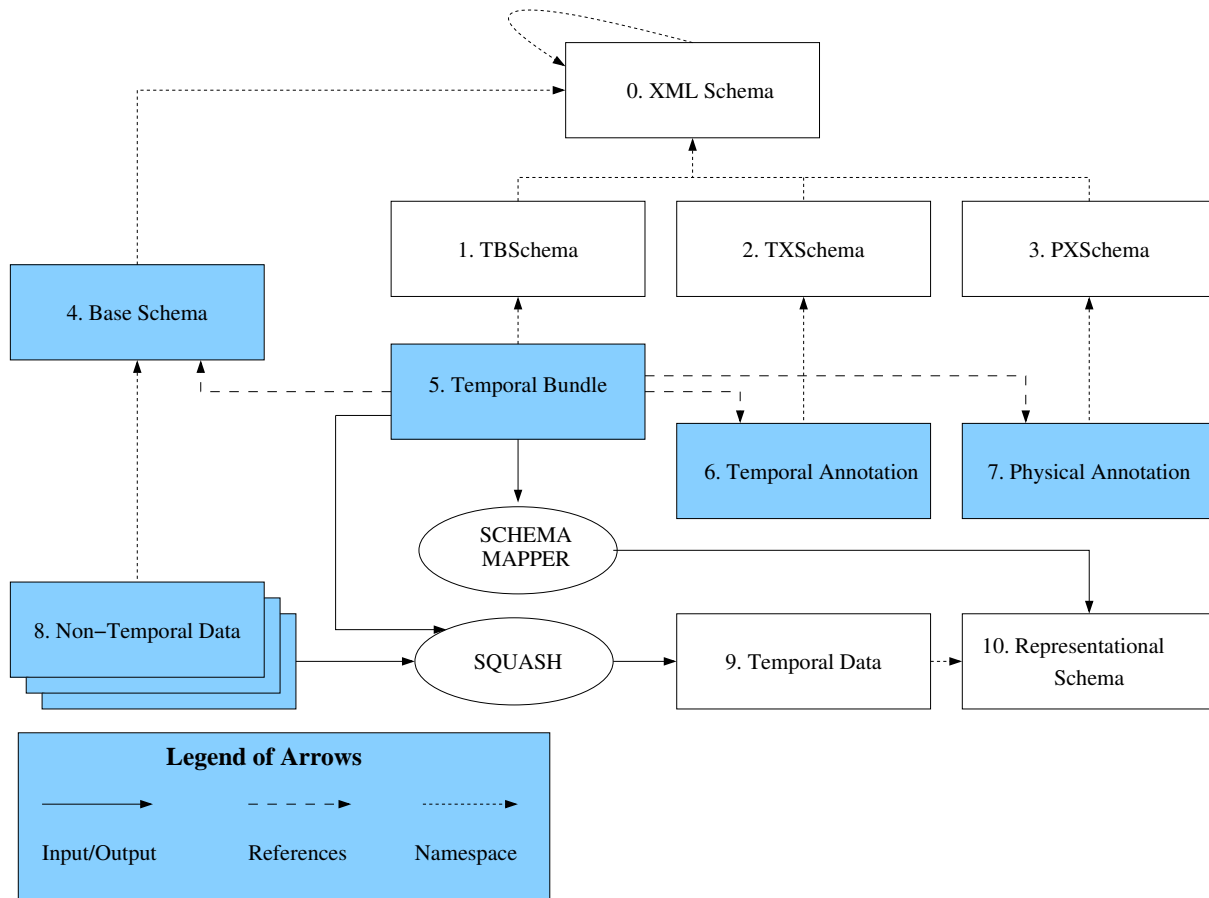 0. XML Schema
1. TBSchema
2. TXSchema
3. PXSchema
4. Base Schema
5. Temporal Bundle
6. Temporal Annotation
7. Physical Annotation
SCHEMA
MAPPER
8. Non−Temporal Data
SQUASH
9. Temporal Data
10. Representational
Schema
Legend of Arrows
Input/Output
References
Namespace